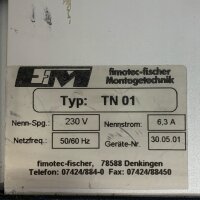 fimotec-fischer
Montagetechnik
Typ: TN 01
Nenn-Spg. 230 V Nennstrom: 6,3 A
Netzfreq.: 50/60 Hz Geräte-Nr. 30.05.01
fimotec-fischer, 78588 Denkingen
Telefon: 07424/884-0 Fax: 07424/88450